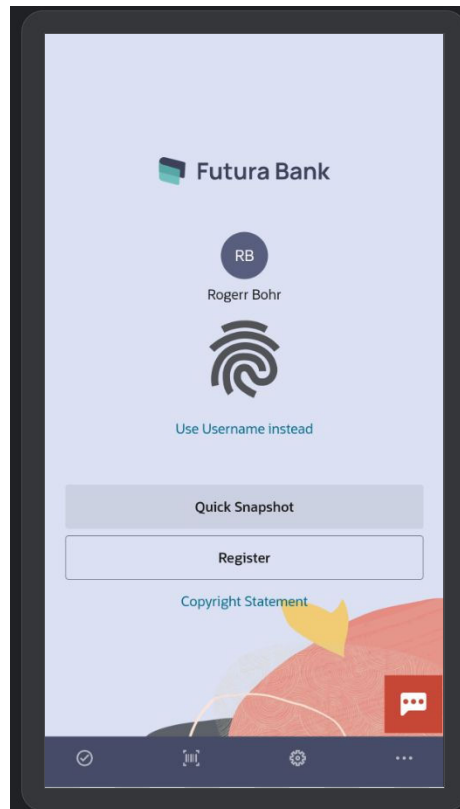 Futura Bank
RB
Rogerr Bohr
Use Username instead
Quick Snapshot
Register
Copyright Statement